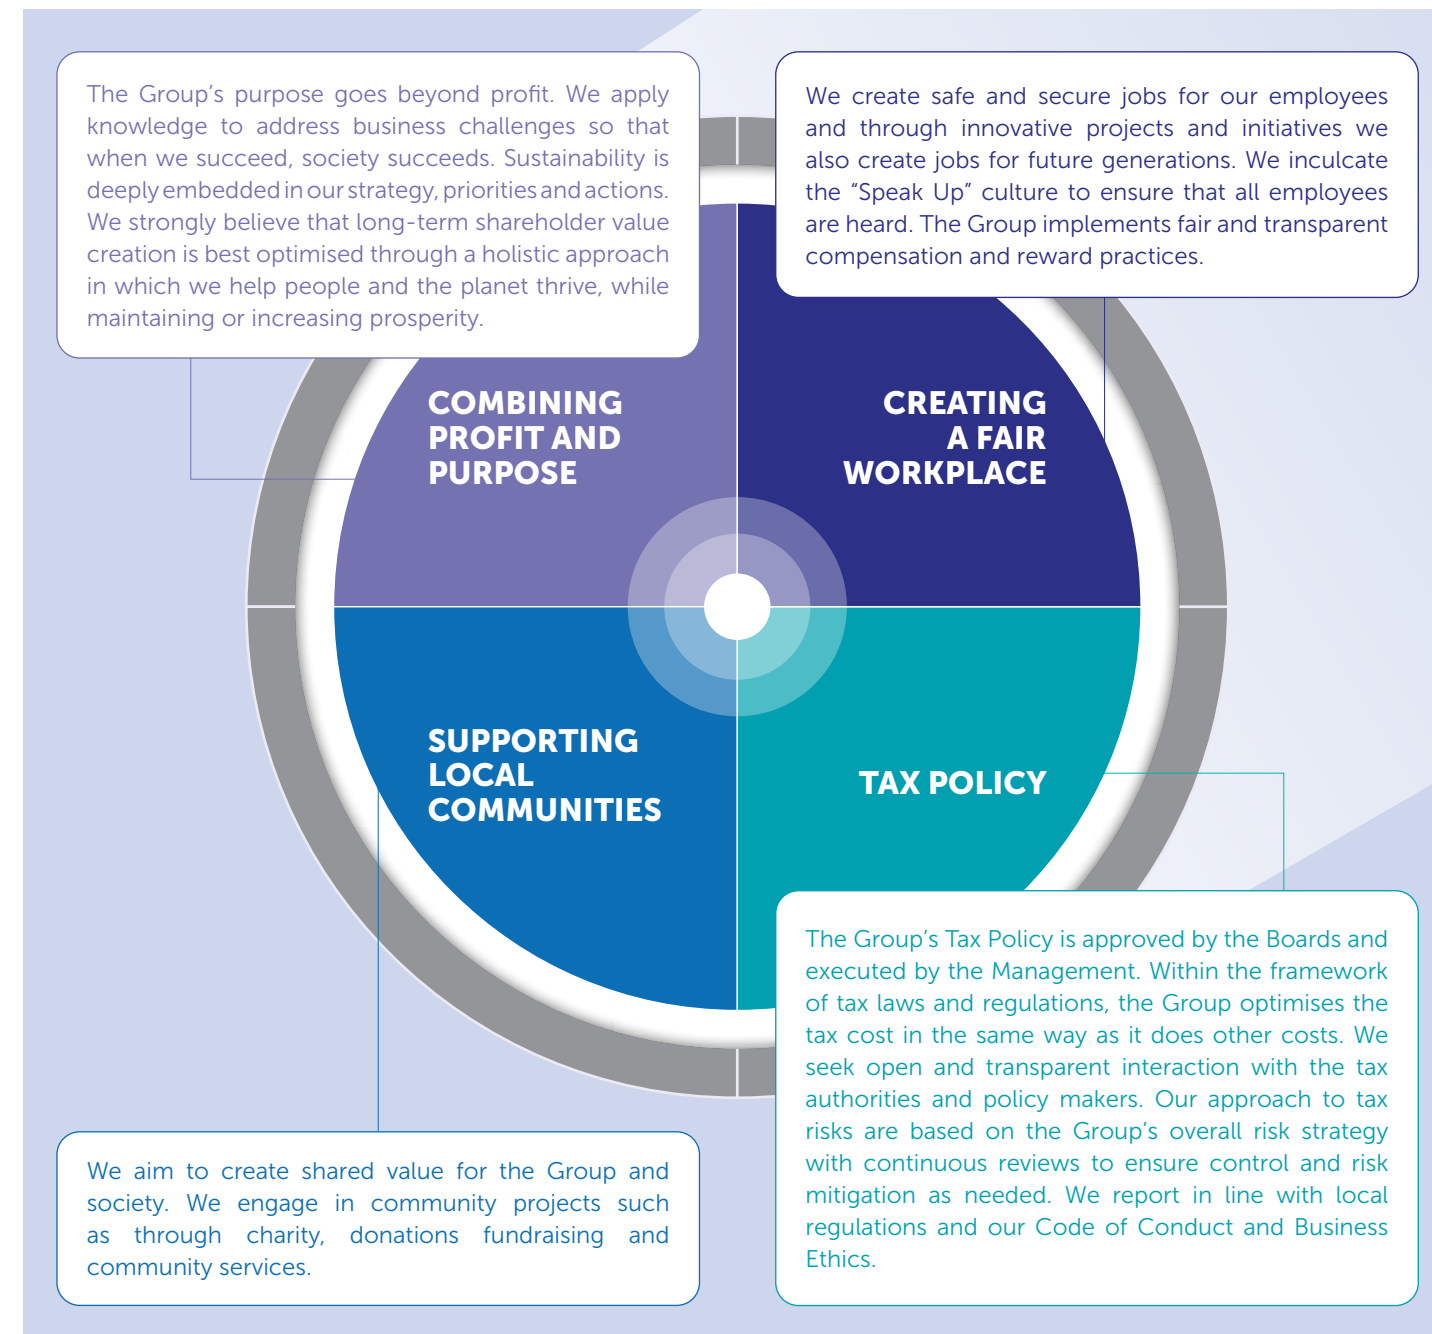 The Group's purpose goes beyond profit. We apply
knowledge to address business challenges so that
when we succeed, society succeeds. Sustainability is
deeply embedded in our strategy, priorities and actions.
We strongly believe that long-term shareholder value
creation is best optimised through a holistic approach
in which we help people and the planet thrive, while
maintaining or increasing prosperity.
We create safe and secure jobs for our employees
and through innovative projects and initiatives we
also create jobs for future generations. We inculcate
the “Speak Up” culture to ensure that all employees
are heard. The Group implements fair and transparent
compensation and reward practices.
COMBINING
PROFIT AND
PURPOSE
CREATING
A FAIR
WORKPLACE
SUPPORTING
LOCAL
COMMUNITIES
TAX POLICY
We aim to create shared value for the Group and
society. We engage in community projects such
as through charity, donations fundraising and
community services.
The Group's Tax Policy is approved by the Boards and
executed by the Management. Within the framework
of tax laws and regulations, the Group optimises the
tax cost in the same way as it does other costs. We
seek open and transparent interaction with the tax
authorities and policy makers. Our approach to tax
risks are based on the Group's overall risk strategy
with continuous reviews to ensure control and risk
mitigation as needed. We report in line with local
regulations and our Code of Conduct and Business
Ethics.